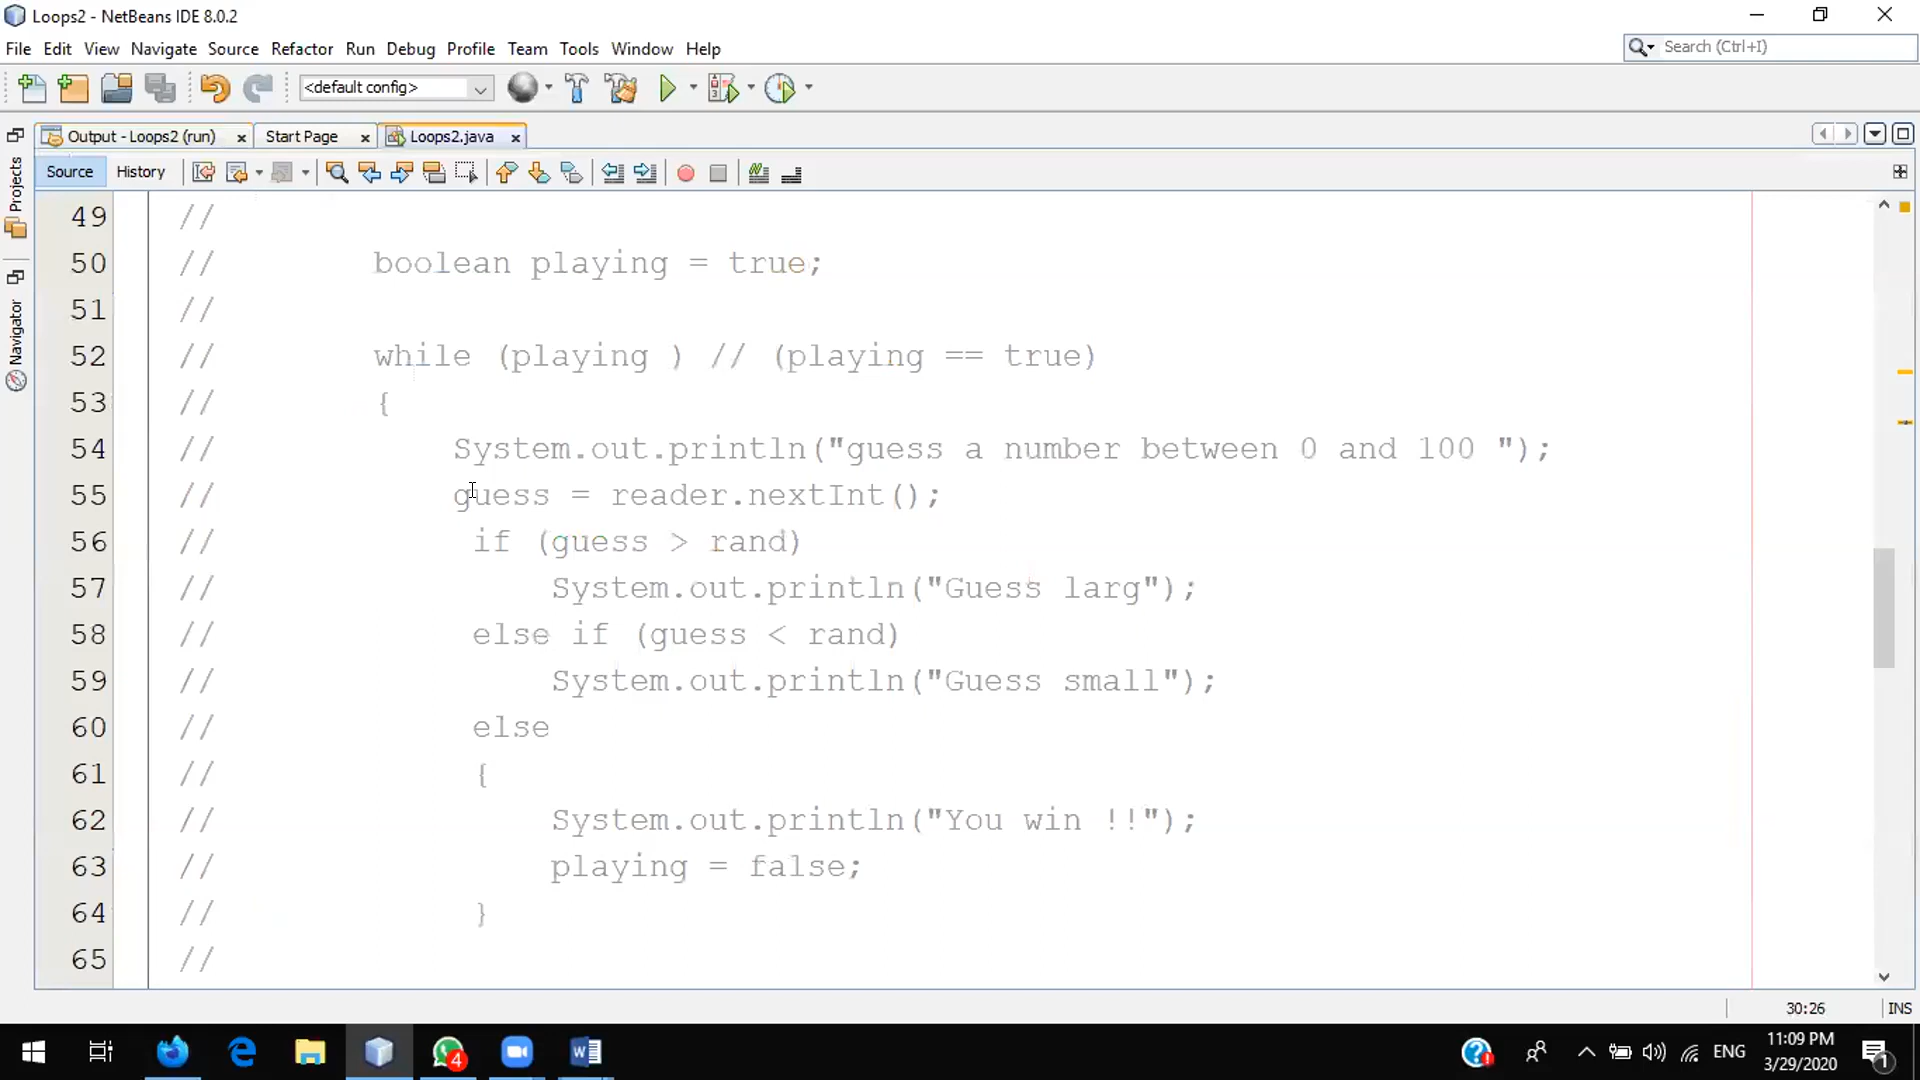 Loops2 - NetBeans IDE 8.0.2
File Edit View Navigate Source Refactor Run Debug Profile Team Tools Window Help
Search (Ctrl+I)
<default config>
Output - Loops2 (run) Start Page Loops2.java
Source History
Projects
Navigator
49 //
50 // boolean playing = true;
51 //
52 // while (playing ) // (playing == true)
53 // {
54 // System.out.println("guess a number between 0 and 100 ");
55 // guess = reader.nextInt();
56 // if (guess > rand)
57 // System.out.println("Guess larg");
58 // else if (guess < rand)
59 // System.out.println("Guess small");
60 // else
61 // {
62 // System.out.println("You win !!");
63 // playing = false;
64 // }
65 //
30:26 INS
4
ENG
11:09 PM
3/29/2020
1